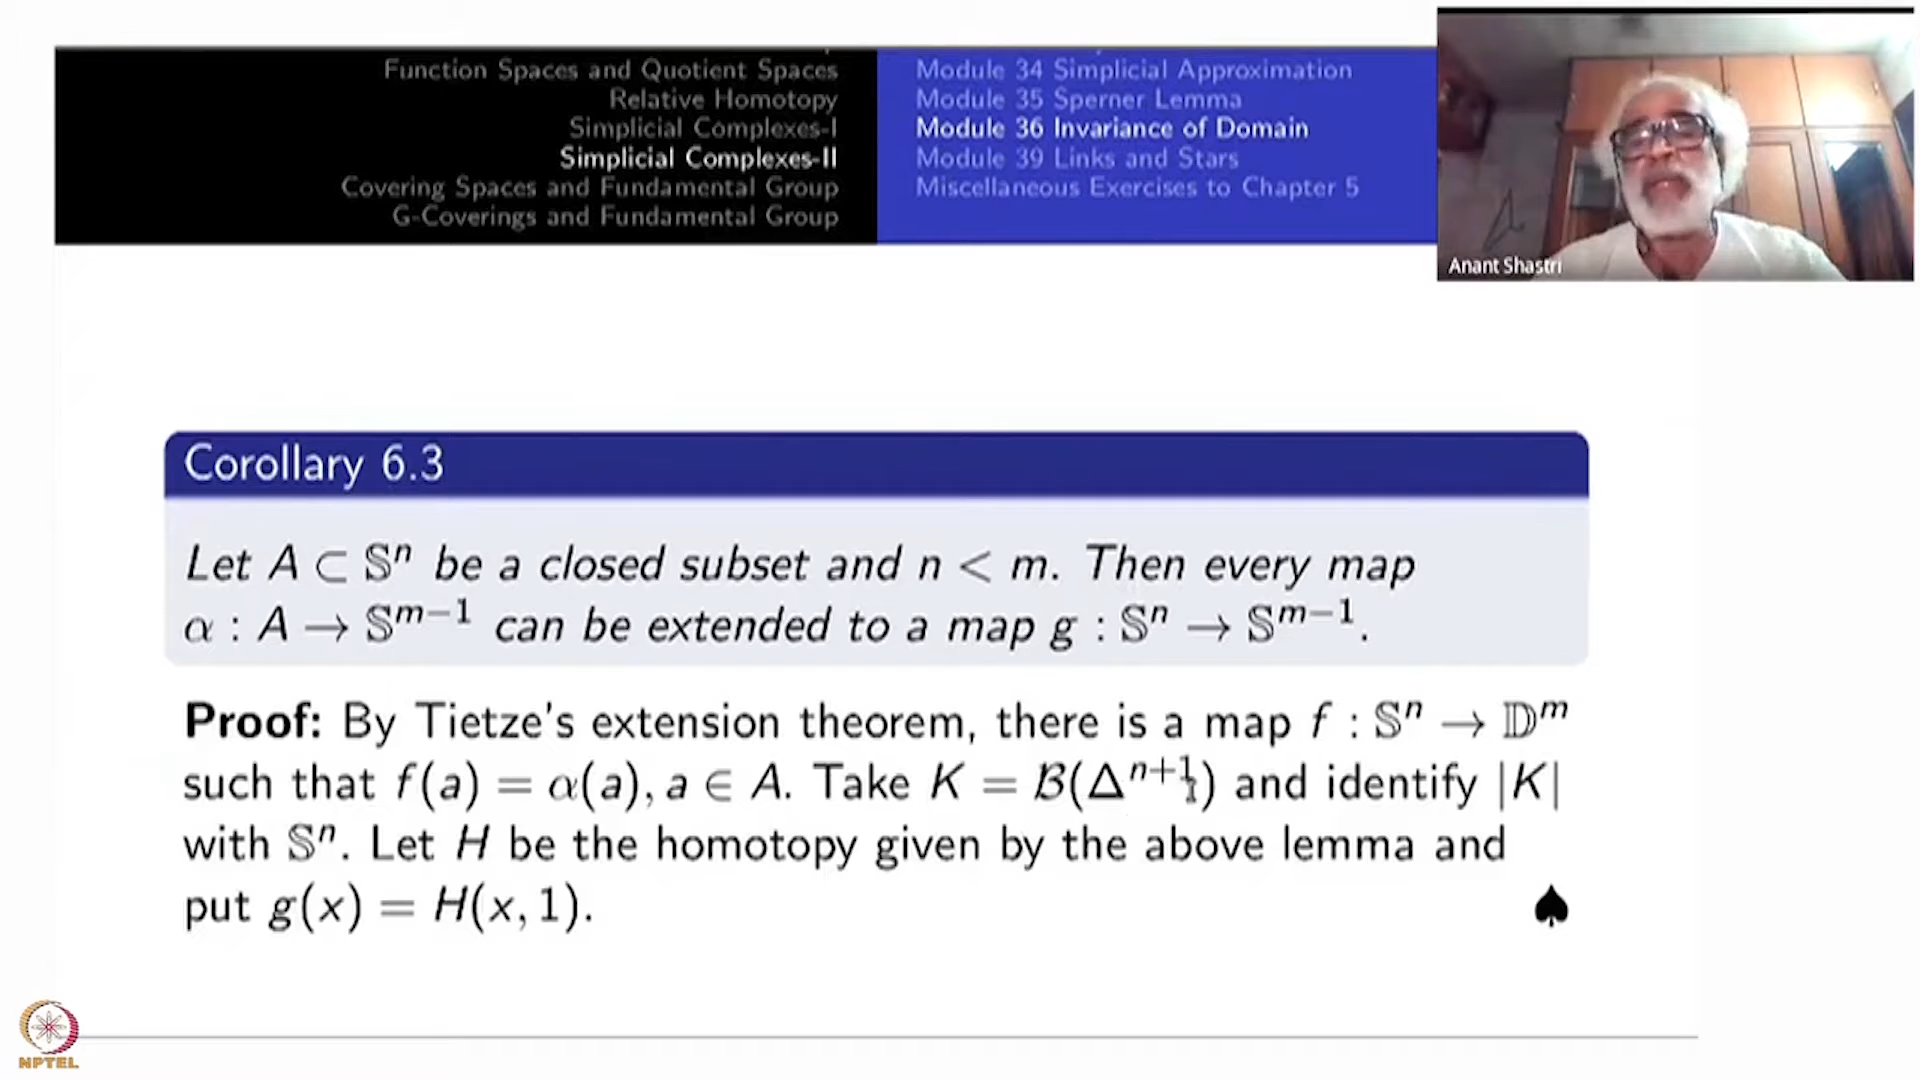 Function Spaces and Quotient Spaces
Relative Homotopy
Simplicial Complexes-I
Simplicial Complexes-II
Covering Spaces and Fundamental Group
G-Coverings and Fundamental Group
Module 34 Simplicial Approximation
Module 35 Sperner Lemma
Module 36 Invariance of Domain
Module 39 Links and Stars
Miscellaneous Exercises to Chapter 5
Anant Shastri
Corollary 6.3
Let A ⊂ 𝕊ⁿ be a closed subset and n < m. Then every map
α : A → 𝕊ᵐ⁻¹ can be extended to a map g : 𝕊ⁿ → 𝕊ᵐ⁻¹.
Proof: By Tietze's extension theorem, there is a map f : 𝕊ⁿ → 𝔻ᵐ
such that f(a) = α(a), a ∈ A. Take K = ℬ(Δⁿ⁺¹) and identify |K|
with 𝕊ⁿ. Let H be the homotopy given by the above lemma and
put g(x) = H(x, 1). ♠
NPTEL